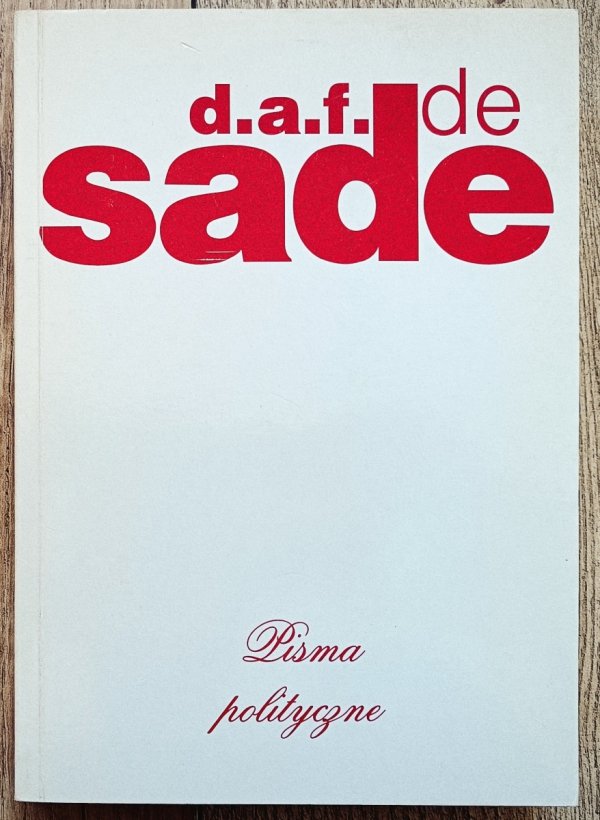 d.a.f. de
sade
Pisma
polityczne